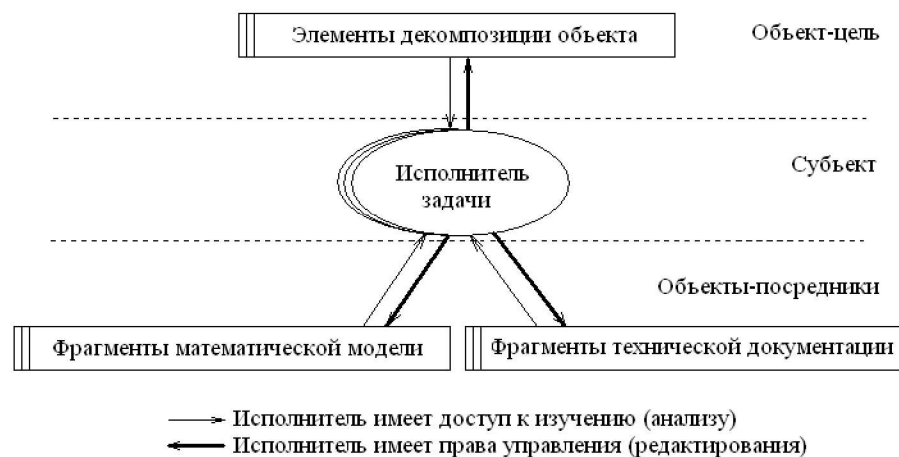 Элементы декомпозиции объекта
Объект-цель
Исполнитель
задачи
Субъект
Объекты-посредники
Фрагменты математической модели
Фрагменты технической документации
Исполнитель имеет доступ к изучению (анализу)
Исполнитель имеет права управления (редактирования)